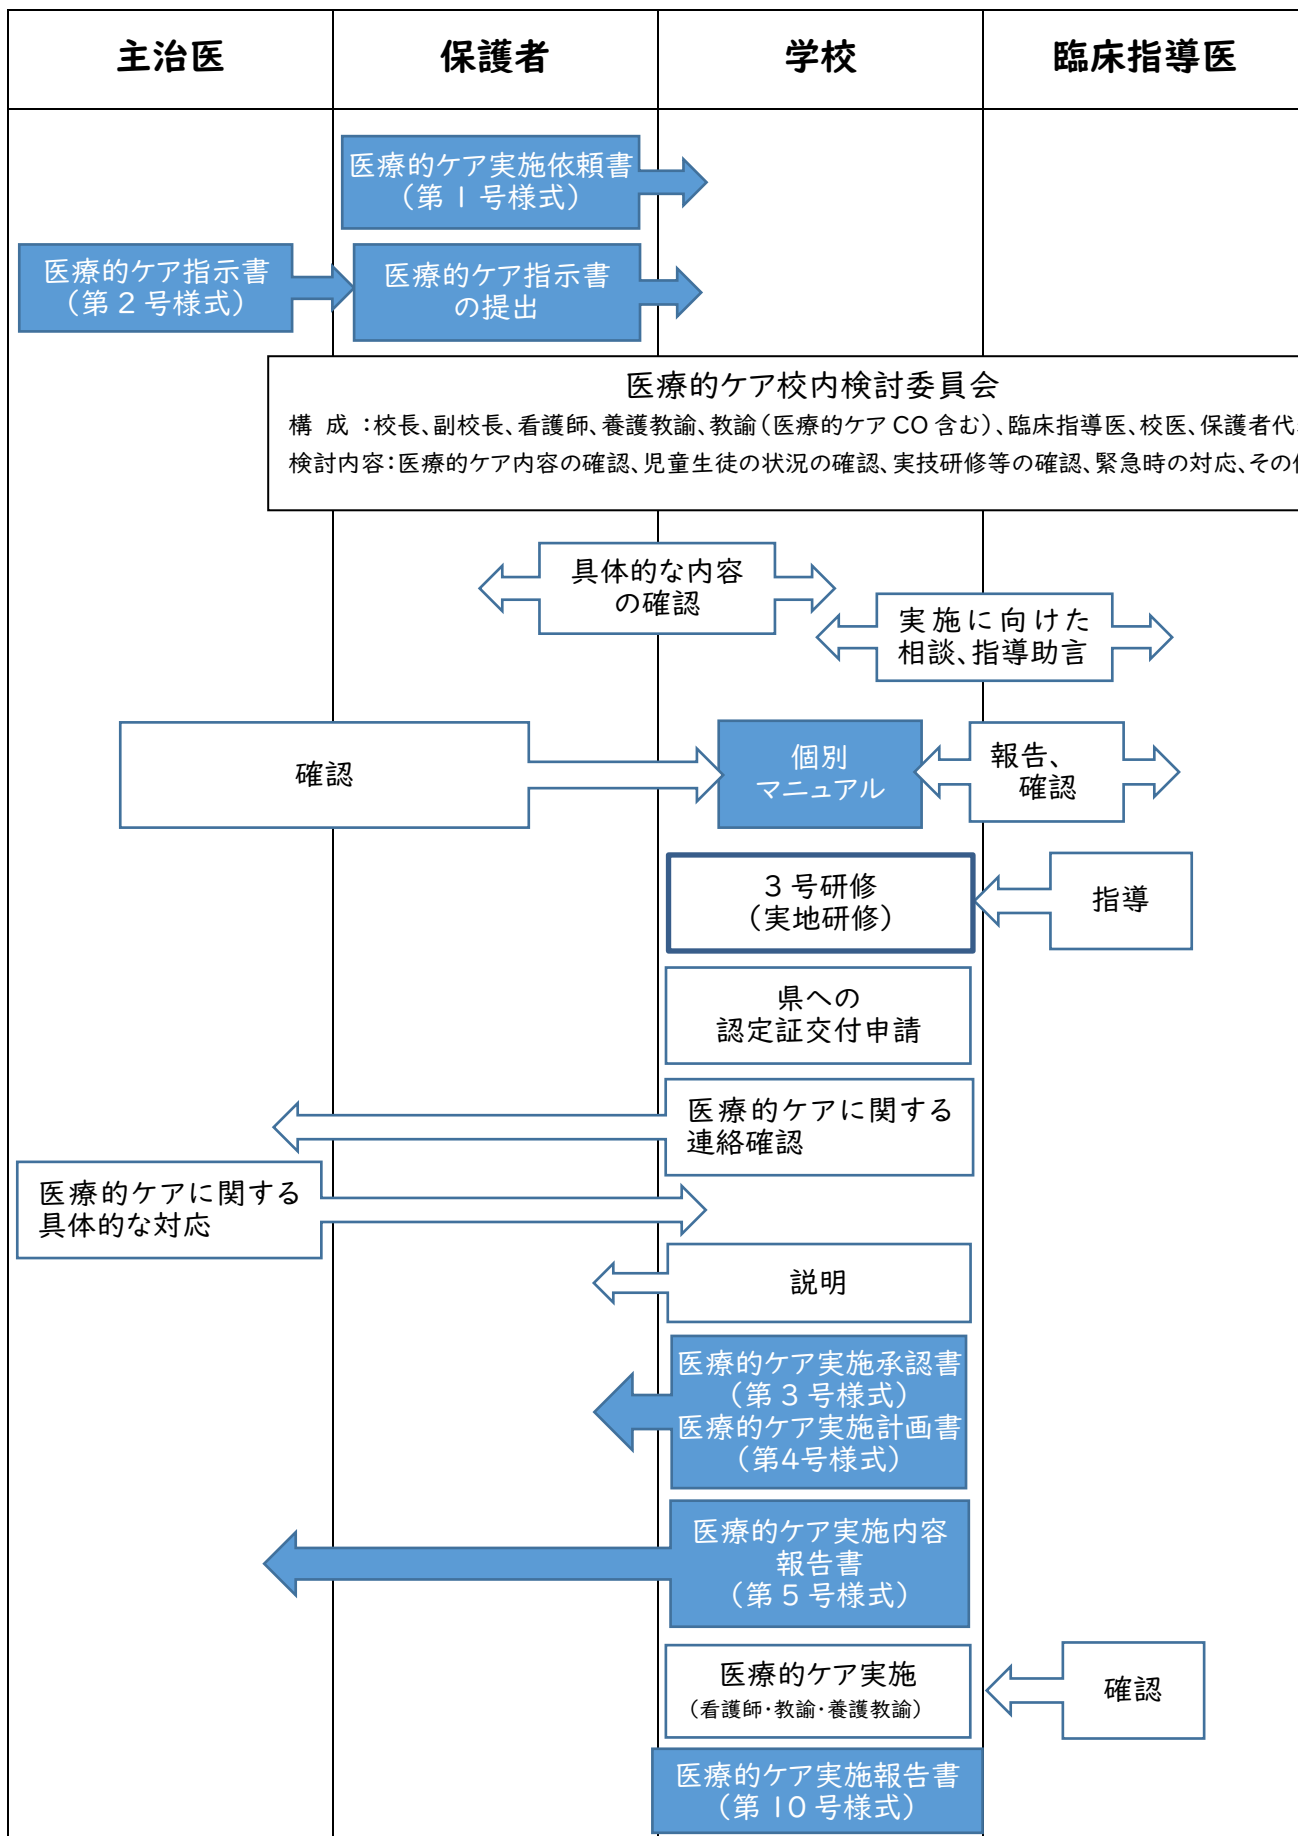 主治医
保護者
学校
臨床指導医
医療的ケア実施依頼書
（第１号様式）
医療的ケア指示書
（第２号様式）
医療的ケア指示書
の提出
医療的ケア校内検討委員会
構 成 ：校長、副校長、看護師、養護教諭、教諭（医療的ケアCO含む）、臨床指導医、校医、保護者代
検討内容：医療的ケア内容の確認、児童生徒の状況の確認、実技研修等の確認、緊急時の対応、その
具体的な内容
の確認
実施に向けた
相談、指導助言
確認
個別
マニュアル
報告、
確認
３号研修
（実地研修）
指導
県への
認定証交付申請
医療的ケアに関する
連絡確認
医療的ケアに関する
具体的な対応
説明
医療的ケア実施承認書
（第３号様式）
医療的ケア実施計画書
（第4号様式）
医療的ケア実施内容
報告書
（第５号様式）
医療的ケア実施
（看護師・教諭・養護教諭）
確認
医療的ケア実施報告書
（第１０号様式）